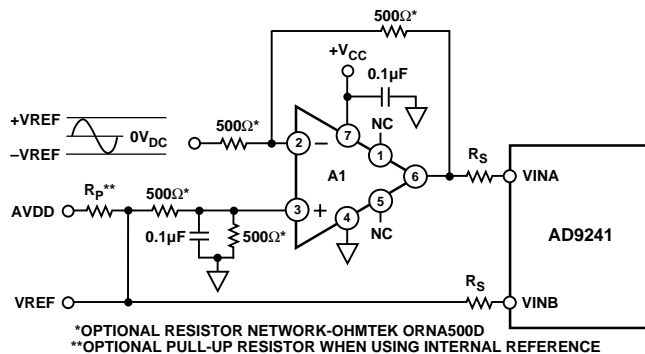 500Ω*
+VCC
0.1µF
+VREF
0VDC
–VREF
500Ω*
NC
2
–
7
1
A1
6
RS
VINA
RP**
AVDD
500Ω*
3
+
4
5
NC
0.1µF
500Ω*
AD9241
VREF
RS
VINB
*OPTIONAL RESISTOR NETWORK-OHMTEK ORNA500D
**OPTIONAL PULL-UP RESISTOR WHEN USING INTERNAL REFERENCE